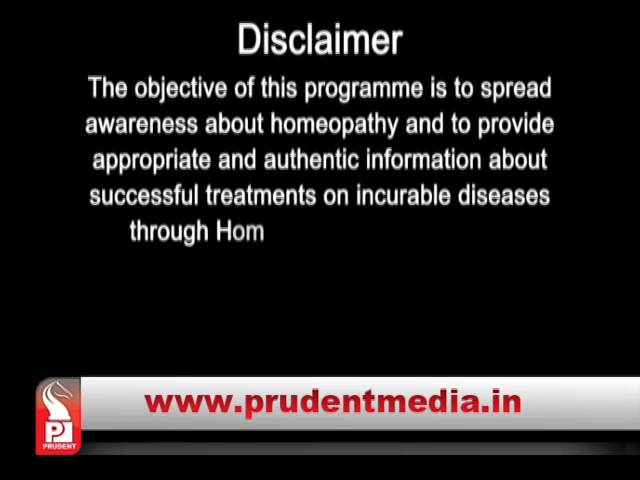 Disclaimer
The objective of this programme is to spread
awareness about homeopathy and to provide
appropriate and authentic information about
successful treatments on incurable diseases
through Hom
www.prudentmedia.in
P
PRUDENT